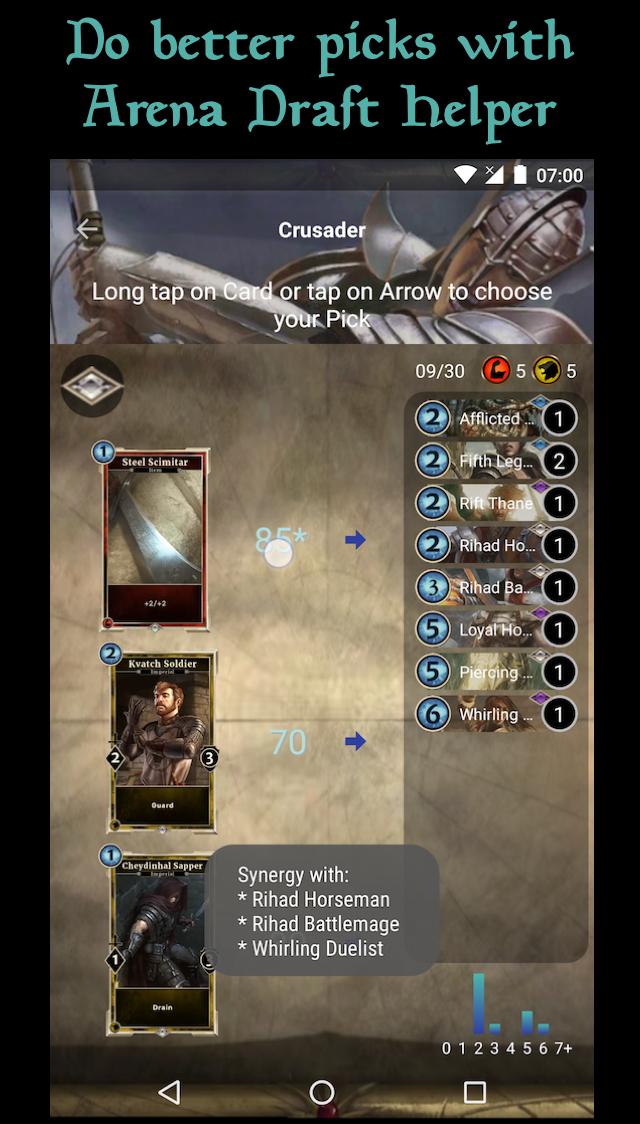 Do better picks with
Arena Draft Helper
07:00
Crusader
Long tap on Card or tap on Arrow to choose
your Pick
09/30 5 5
2 Afflicted ... 1
2 Fifth Leg... 2
2 Rift Thane 1
2 Rihad Ho... 1
3 Rihad Ba... 1
5 Loyal Ho... 1
5 Piercing ... 1
6 Whirling ... 1
1
Steel Scimitar
Item
+2/+2
85*
2
Kvatch Soldier
Imperial
2 3
Guard
70
1
Cheydinhal Sapper
Imperial
1
Drain
Synergy with:
* Rihad Horseman
* Rihad Battlemage
* Whirling Duelist
0 1 2 3 4 5 6 7+